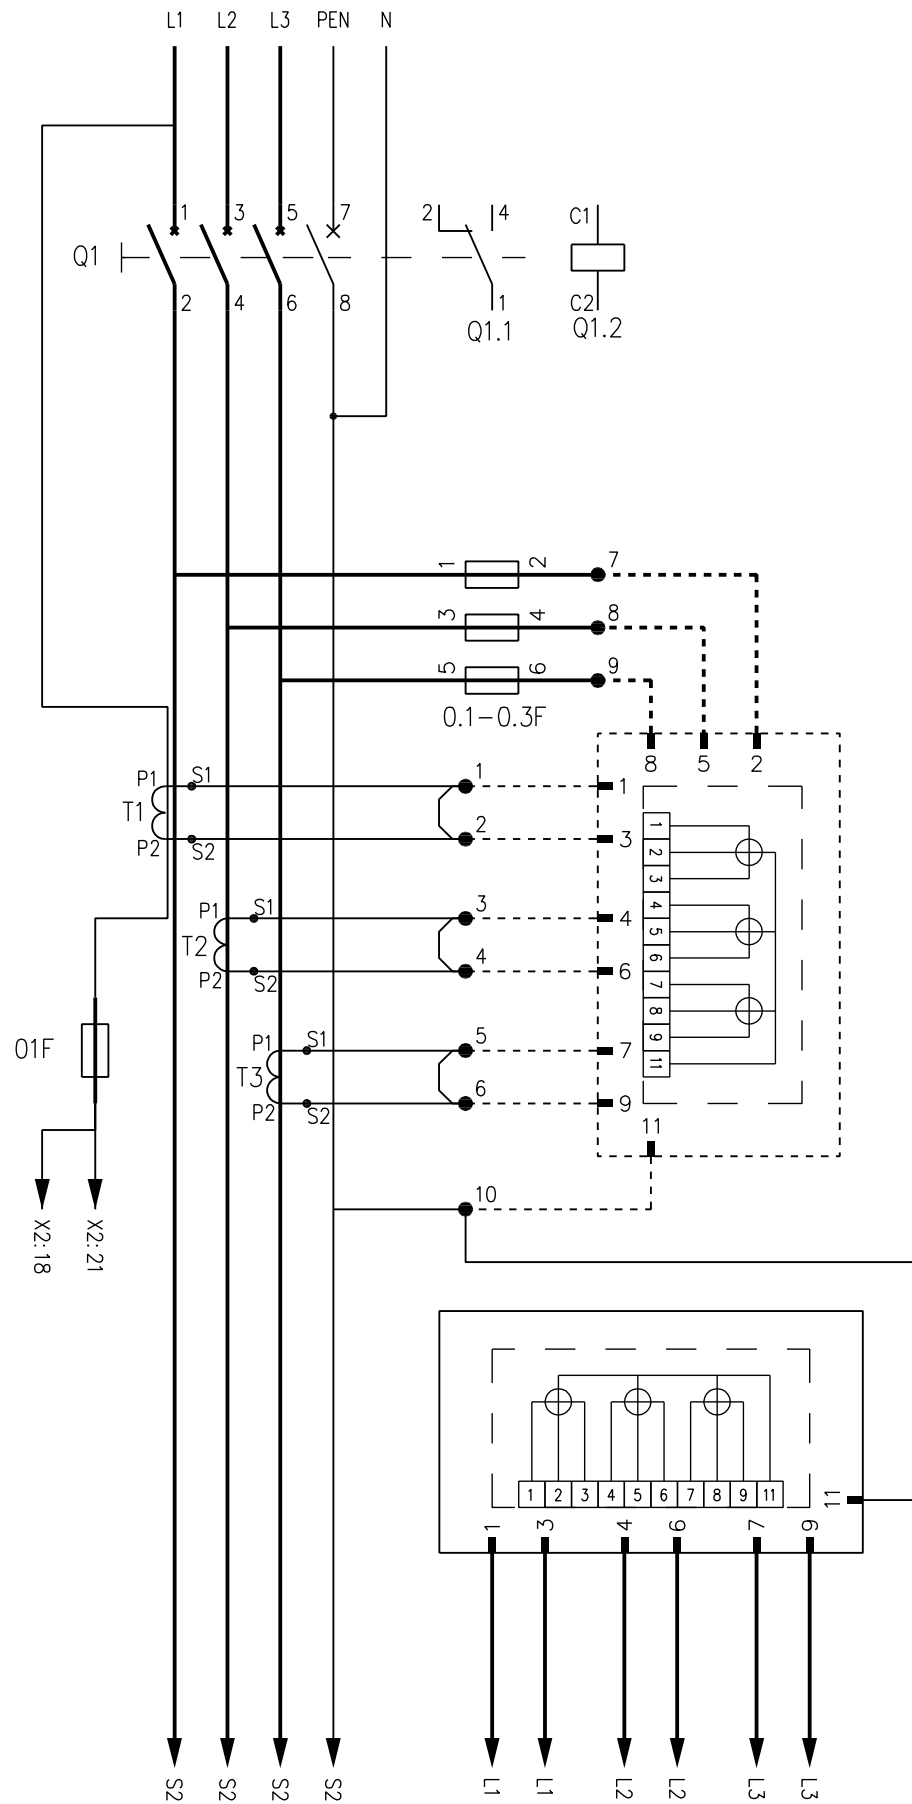 L1 L2 L3 PEN N
1 3 5 7 2 4 C1
Q1
2 4 6 8 1 C2
Q1.1 Q1.2
1 2 7
3 4 8
5 6 9
0.1-0.3F
8 5 2
P1 S1 1 1
T1
P2 S2 2 3
P1 S1 3 4
T2
P2 S2 4 6
P1 S1 5 7
T3
P2 S2 6 9
1
2
3
4
5
6
7
8
9
11
01F
11
10
X2:18 X2:21
1 2 3 4 5 6 7 8 9 11
11
1 3 4 6 7 9
S2 S2 S2 S2 L1 L1 L2 L2 L3 L3